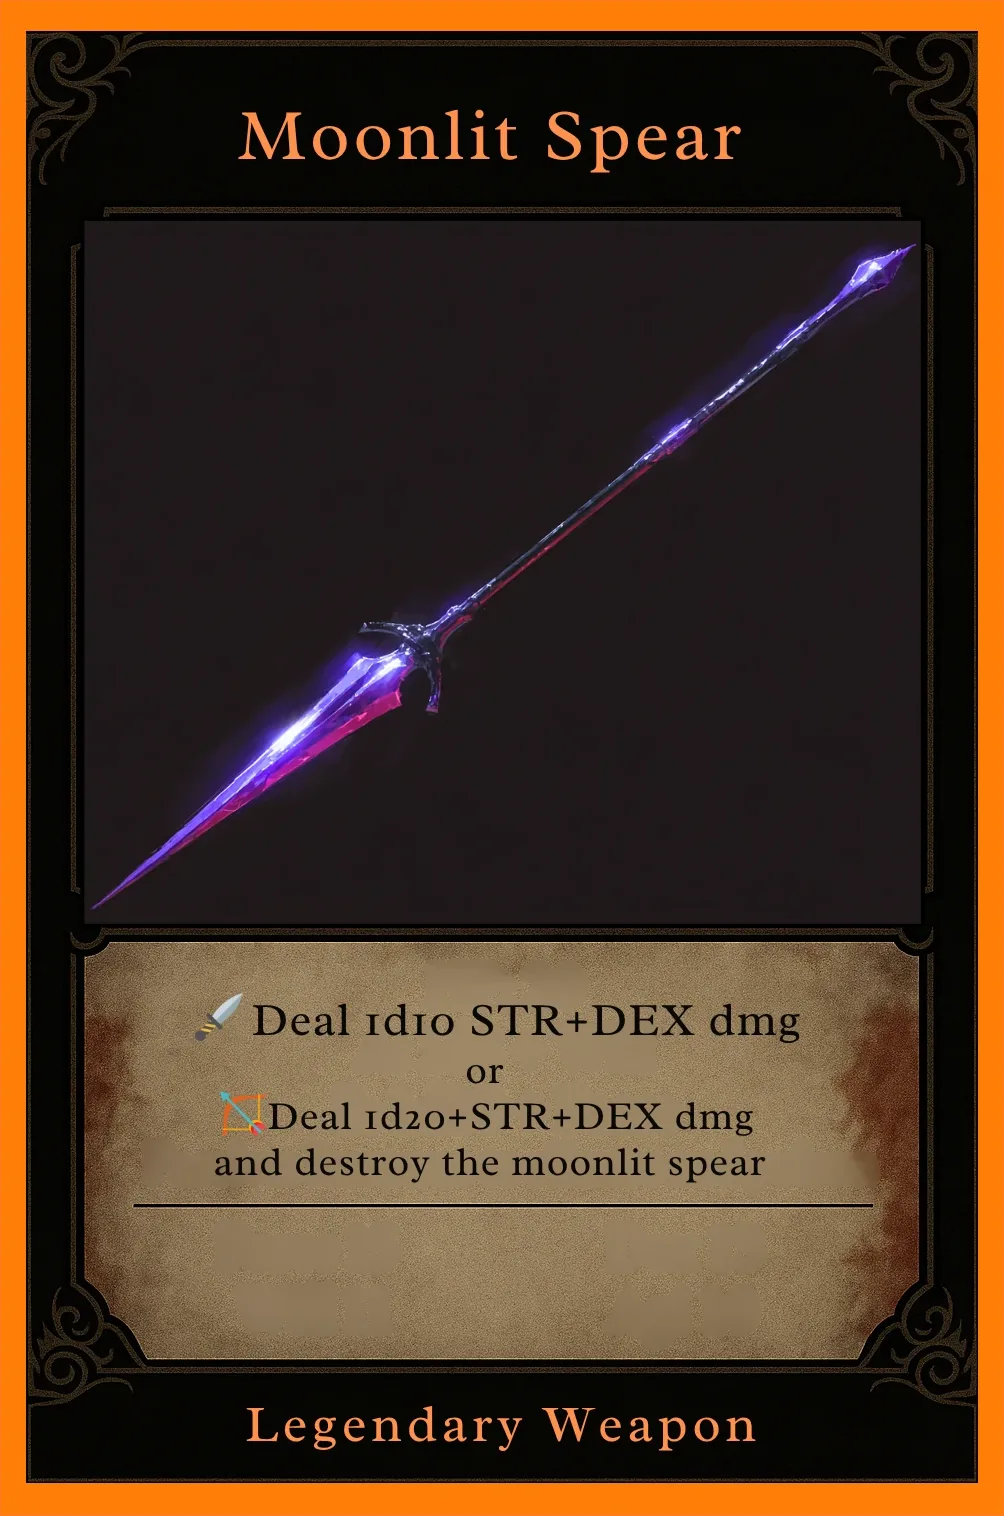 Moonlit Spear
🗡️ Deal 1d10 STR+DEX dmg
or
🏹Deal 1d20+STR+DEX dmg
and destroy the moonlit spear
Legendary Weapon